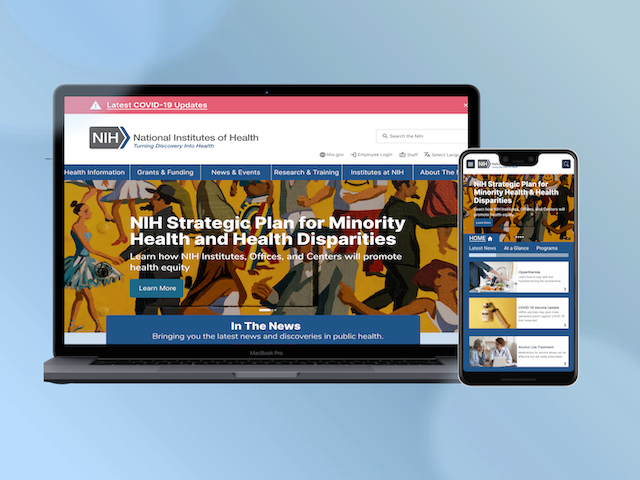 Latest COVID-19 Updates
×
NIH
National Institutes of Health
Turning Discovery Into Health
Search the NIH
nih.gov
Employee Login
Staff
Select Langu
Health Information
Grants & Funding
News & Events
Research & Training
Institutes at NIH
About The N
NIH Strategic Plan for Minority
Health and Health Disparities
Learn how NIH Institutes, Offices, and Centers will promote
health equity
Learn More
In The News
Bringing you the latest news and discoveries in public health.
MacBook Pro
NIH
NIH Strategic Plan for
Minority Health & Health
Disparities
Learn how NIH Institutes, Offices, and Centers will
promote health equity.
Learn More
HOME
Latest News
At a Glance
Programs
Hyperthermia
COVID-19 Vaccine Update
Alcohol Use Treatment